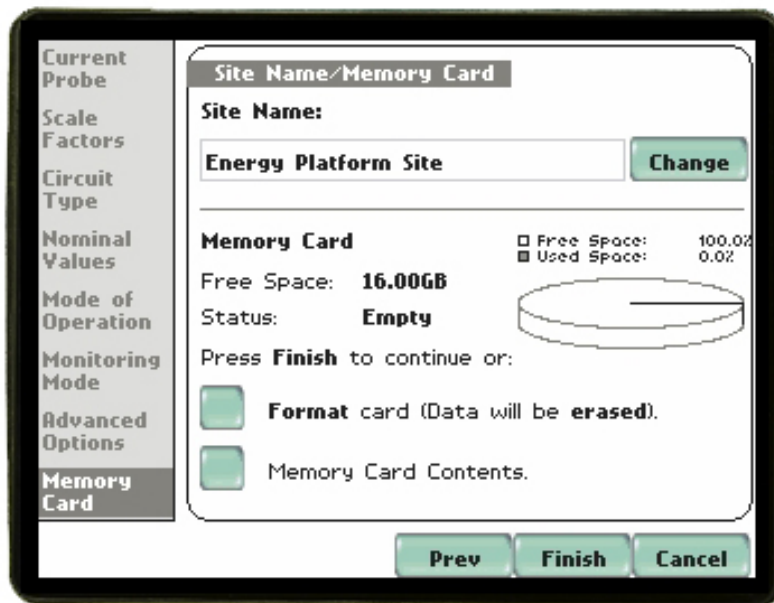 Current
Probe
Scale
Factors
Circuit
Type
Nominal
Values
Mode of
Operation
Monitoring
Mode
Advanced
Options
Memory
Card
Site Name/Memory Card
Site Name:
Energy Platform Site
Change
Memory Card
Free Space: 100.0%
Used Space: 0.0%
Free Space: 16.00GB
Status: Empty
Press Finish to continue or:
Format card (Data will be erased).
Memory Card Contents.
Prev Finish Cancel